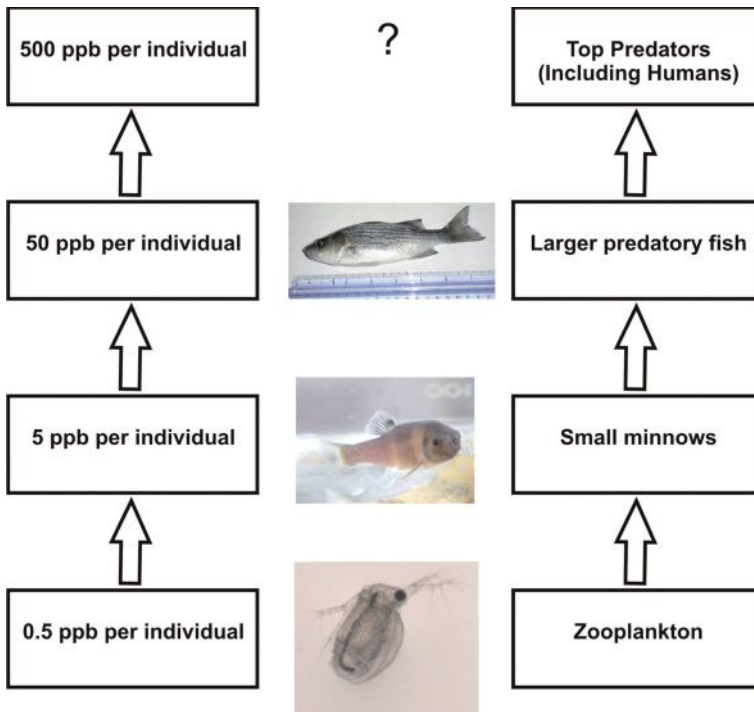 500 ppb per individual
?
Top Predators
(Including Humans)
50 ppb per individual
Larger predatory fish
5 ppb per individual
Small minnows
0.5 ppb per individual
Zooplankton